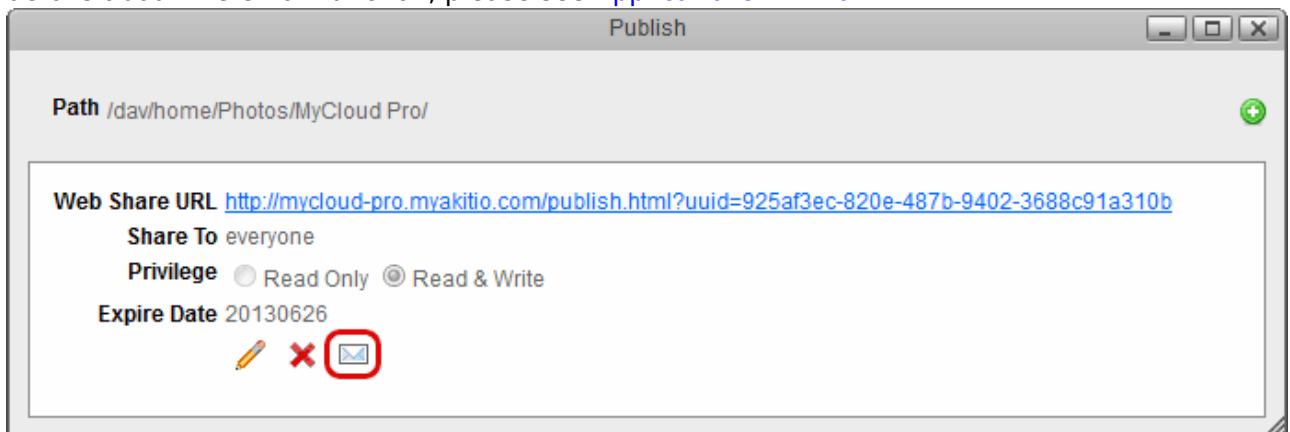 Publish
Path /dav/home/Photos/MyCloud Pro/
Web Share URL http://mycloud-pro.myakitio.com/publish.html?uuid=925af3ec-820e-487b-9402-3688c91a310b
Share To everyone
Privilege Read Only Read & Write
Expire Date 20130626